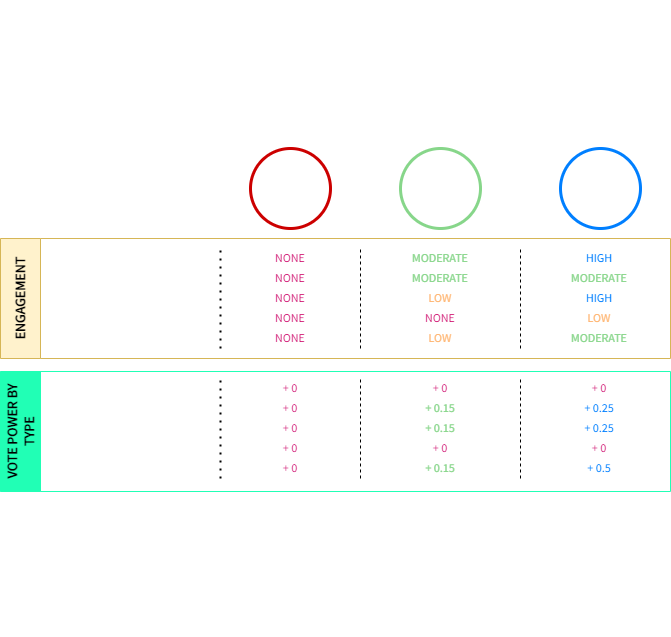 ENGAGEMENT
NONE MODERATE HIGH
NONE MODERATE MODERATE
NONE LOW HIGH
NONE NONE LOW
NONE LOW MODERATE
VOTE POWER BY
TYPE
+ 0 + 0 + 0
+ 0 + 0.15 + 0.25
+ 0 + 0.15 + 0.25
+ 0 + 0 + 0
+ 0 + 0.15 + 0.5